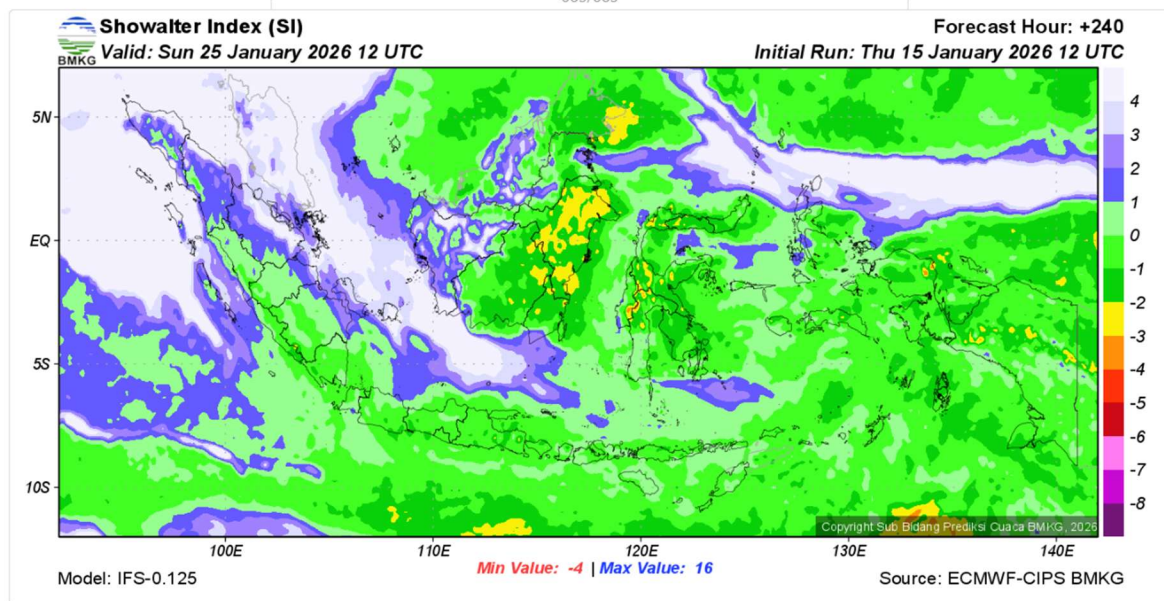 Showalter Index (SI)
Forecast Hour: +240
BMKG
Valid: Sun 25 January 2026 12 UTC
Initial Run: Thu 15 January 2026 12 UTC
5N
EQ
5S
10S
4
3
2
1
0
-1
-2
-3
-4
-5
-6
-7
-8
Copyright Sub Bidang Prediksi Cuaca BMKG, 2026
100E
110E
120E
130E
140E
Model: IFS-0.125
Min Value: -4 | Max Value: 16
Source: ECMWF-CIPS BMKG